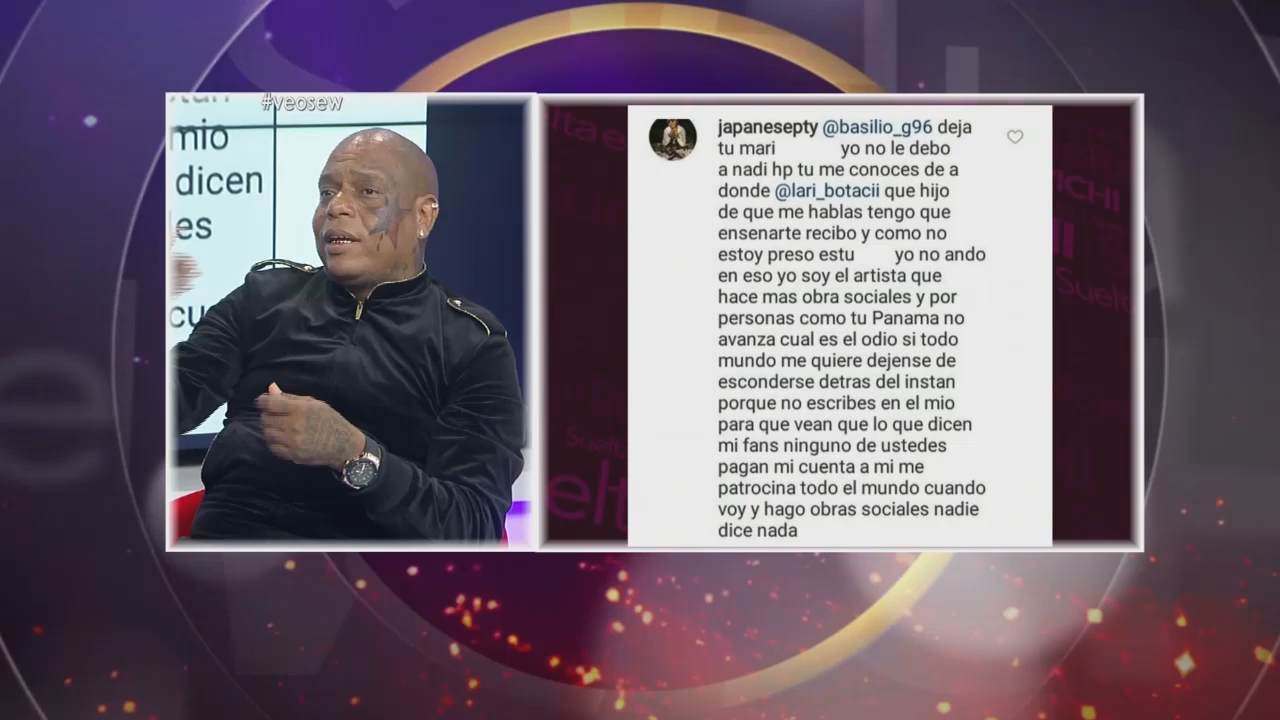 #veosew
mio
dicen
es
cu
japanesepty @basilio_g96 deja
tu mari yo no le debo
a nadi hp tu me conoces de a
donde @lari_botacii que hijo
de que me hablas tengo que
ensenarte recibo y como no
estoy preso estu yo no ando
en eso yo soy el artista que
hace mas obra sociales y por
personas como tu Panama no
avanza cual es el odio si todo
mundo me quiere dejense de
esconderse detras del instan
porque no escribes en el mio
para que vean que lo que dicen
mi fans ninguno de ustedes
pagan mi cuenta a mi me
patrocina todo el mundo cuando
voy y hago obras sociales nadie
dice nada